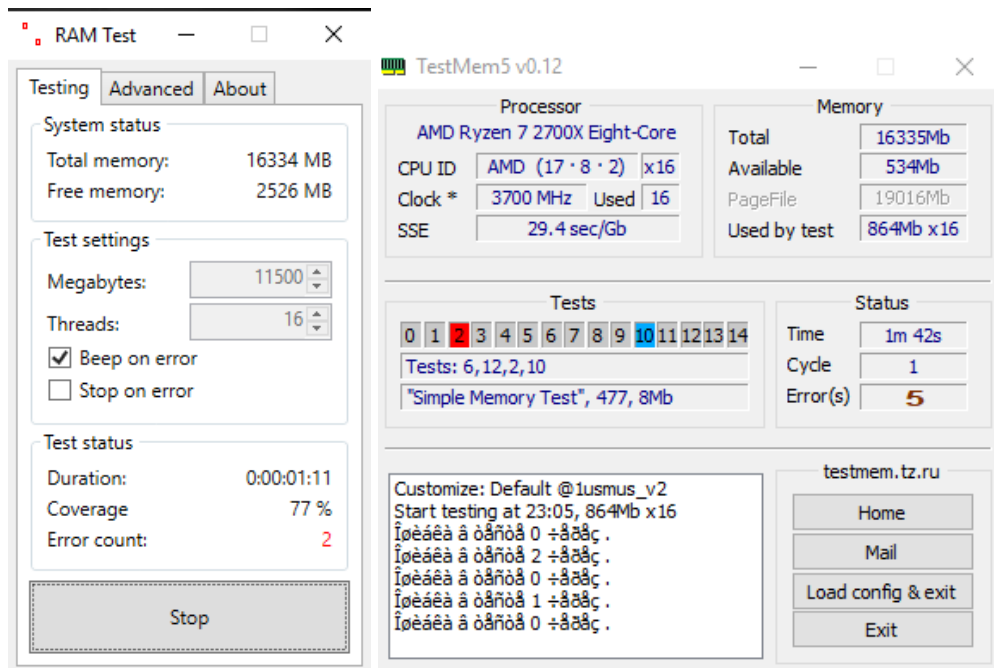 RAM Test
Testing Advanced About
System status
Total memory: 16334 MB
Free memory: 2526 MB
Test settings
Megabytes: 11500
Threads: 16
Beep on error
Stop on error
Test status
Duration: 0:00:01:11
Coverage 77 %
Error count: 2
Stop
TestMem5 v0.12
Processor
AMD Ryzen 7 2700X Eight-Core
CPU ID AMD (17 · 8 · 2) x16
Clock * 3700 MHz Used 16
SSE 29.4 sec/Gb
Memory
Total 16335Mb
Available 534Mb
PageFile 19016Mb
Used by test 864Mb x16
Tests
0 1 2 3 4 5 6 7 8 9 10 11 12 13 14
Tests: 6,12,2,10
"Simple Memory Test", 477, 8Mb
Status
Time 1m 42s
Cycle 1
Error(s) 5
Customize: Default @1usmus_v2
Start testing at 23:05, 864Mb x16
Îøèáêà â òåñòå 0 ÷åðåç .
Îøèáêà â òåñòå 2 ÷åðåç .
Îøèáêà â òåñòå 0 ÷åðåç .
Îøèáêà â òåñòå 1 ÷åðåç .
Îøèáêà â òåñòå 0 ÷åðåç .
testmem.tz.ru
Home
Mail
Load config & exit
Exit